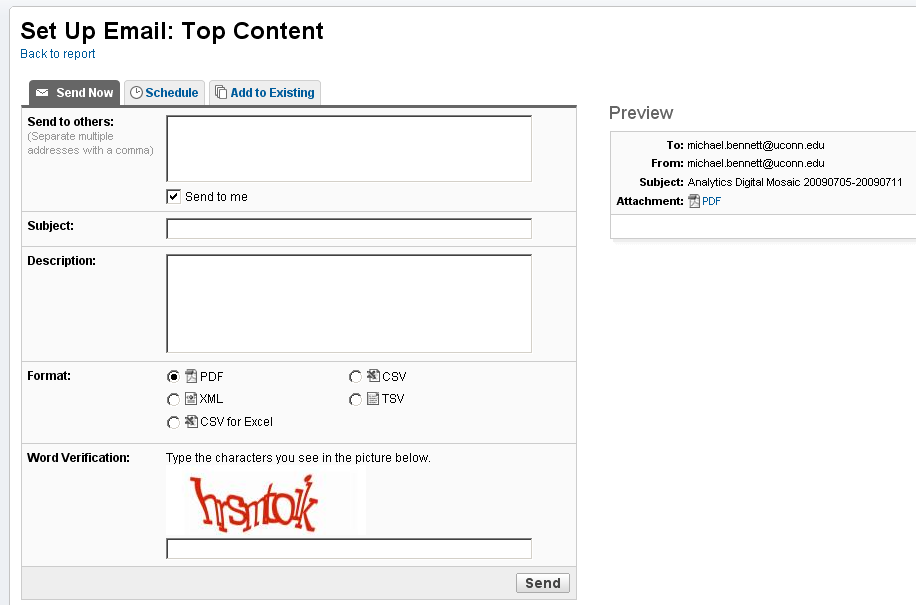 Set Up Email: Top Content
Back to report
Send Now
Schedule
Add to Existing
Send to others:
(Separate multiple
addresses with a comma)
Send to me
Subject:
Description:
Format:
PDF
CSV
XML
TSV
CSV for Excel
Word Verification:
Type the characters you see in the picture below.
Send
Preview
To: michael.bennett@uconn.edu
From: michael.bennett@uconn.edu
Subject: Analytics Digital Mosaic 20090705-20090711
Attachment: PDF